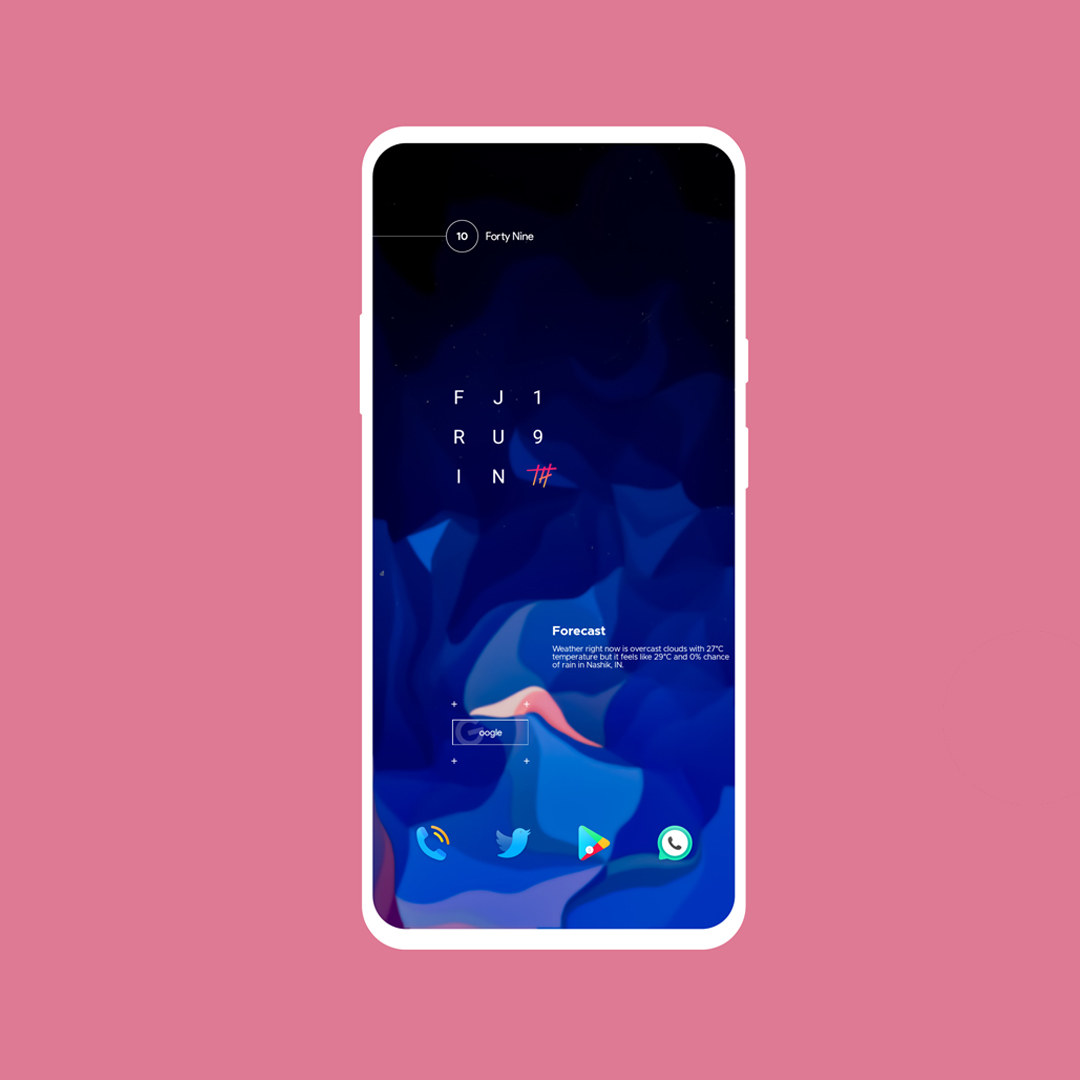 10 Forty Nine
F J 1
R U 9
I N TH
Forecast
Weather right now is overcast clouds with 27°C
temperature but it feels like 29°C and 0% chance
of rain in Nashik, IN.
G oogle